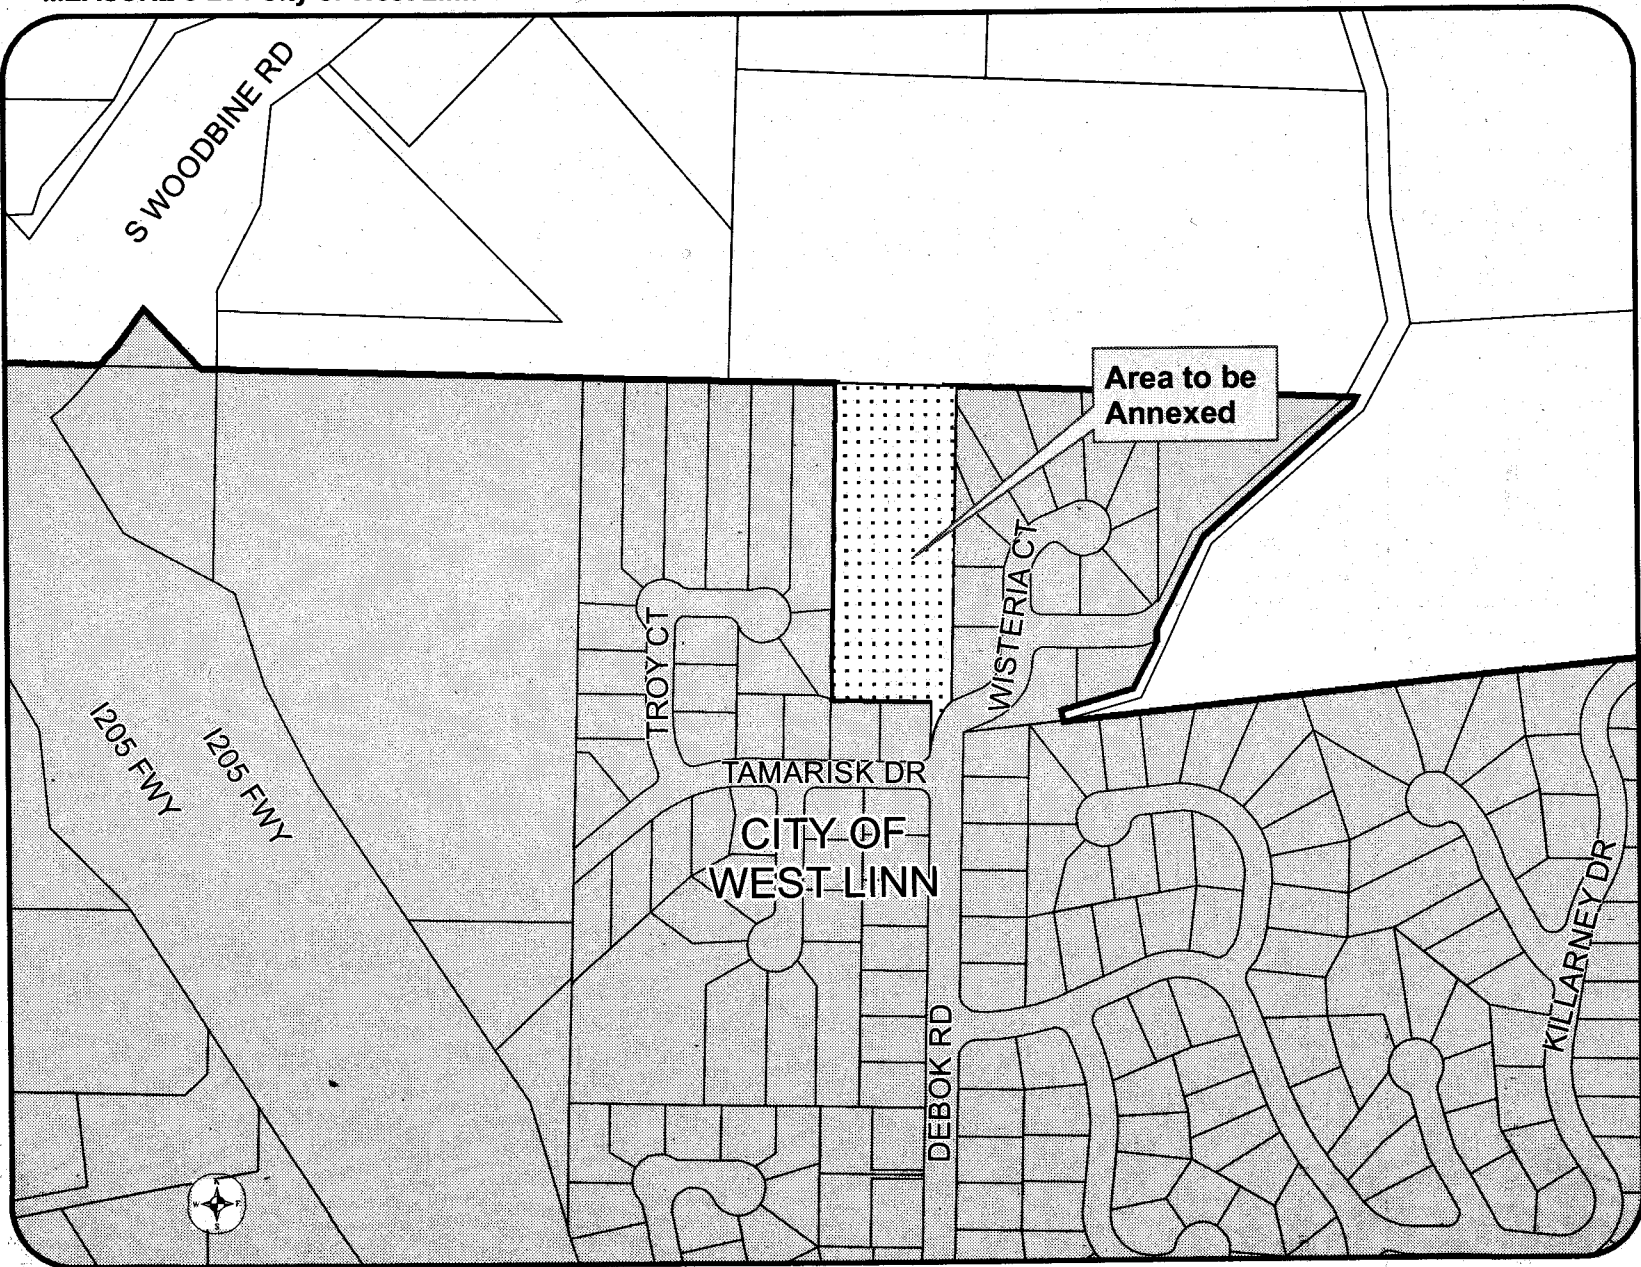 S WOODBINE RD
Area to be
Annexed
WISTERIA CT
TROY CT
I205 FWY
I205 FWY
TAMARISK DR
CITY OF
WEST LINN
KILLARNEY DR
DEBOK RD
N
W E
S